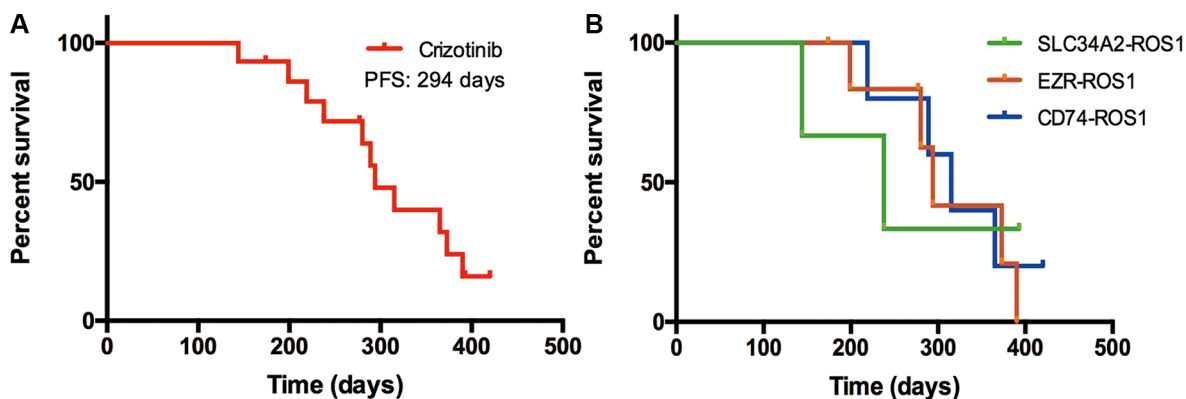 A
Percent survival
100
50
0
Crizotinib
PFS: 294 days
0 100 200 300 400 500
Time (days)
B
Percent survival
100
50
0
SLC34A2-ROS1
EZR-ROS1
CD74-ROS1
0 100 200 300 400 500
Time (days)